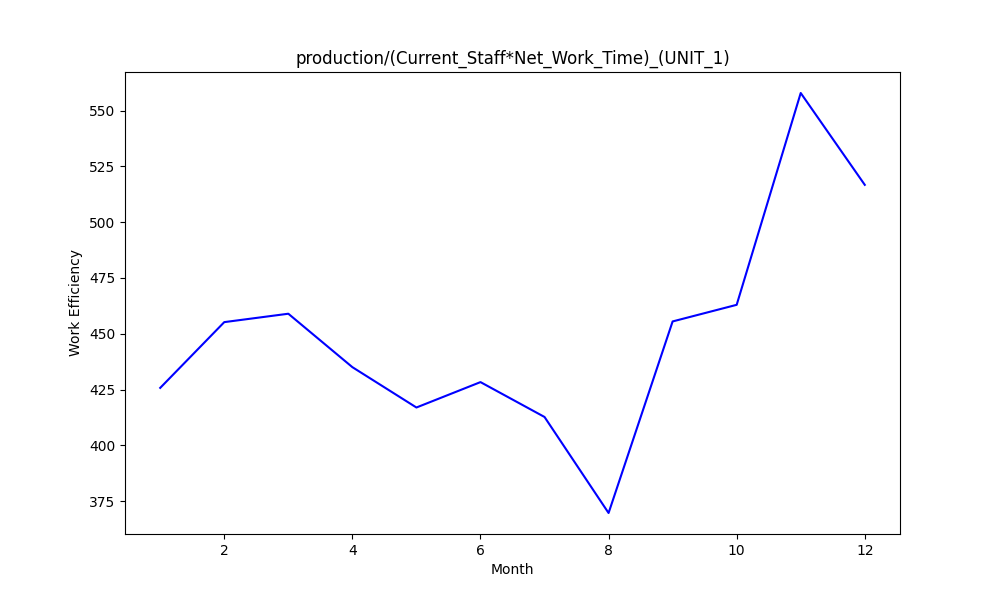 production/(Current_Staff*Net_Work_Time)_(UNIT_1)
550
525
500
475
450
425
400
375
Work Efficiency
2 4 6 8 10 12
Month